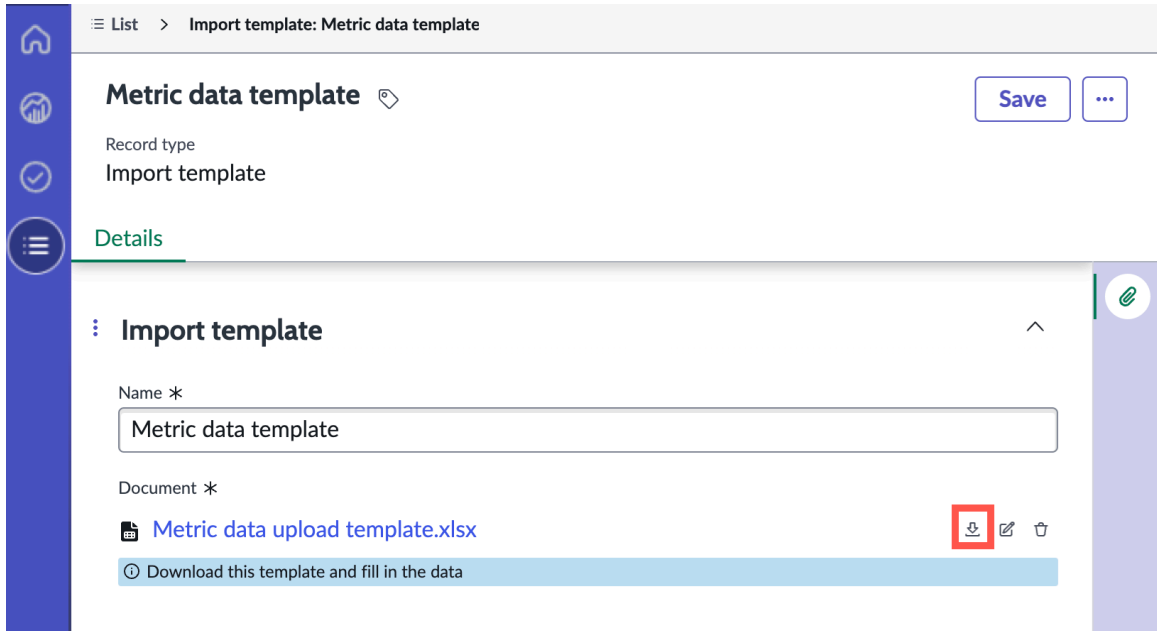 List > Import template: Metric data template
Metric data template
Save ...
Record type
Import template
Details
Import template
Name *
Metric data template
Document *
Metric data upload template.xlsx
Download this template and fill in the data